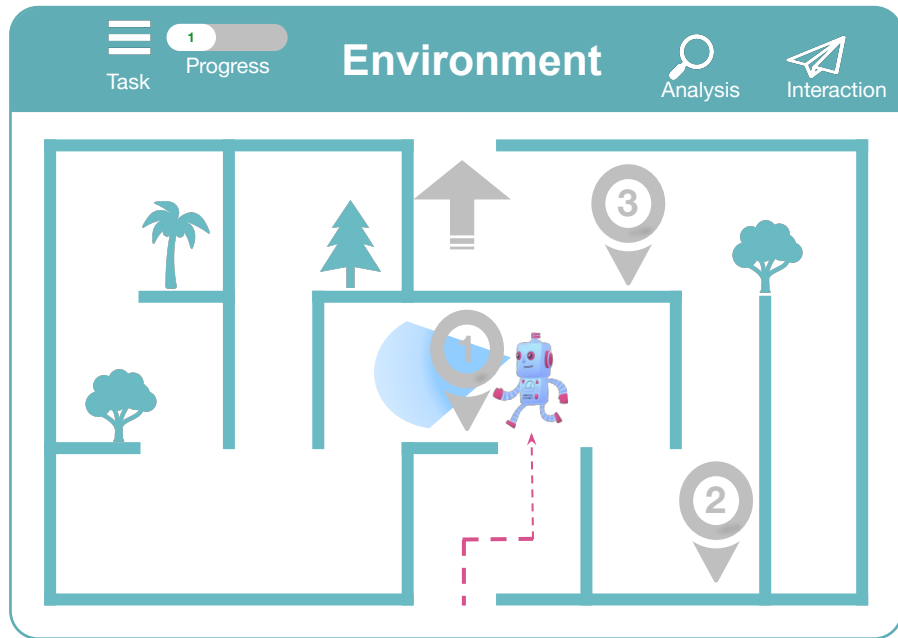 1
Progress
Task
Environment
Analysis
Interaction
3
1
2